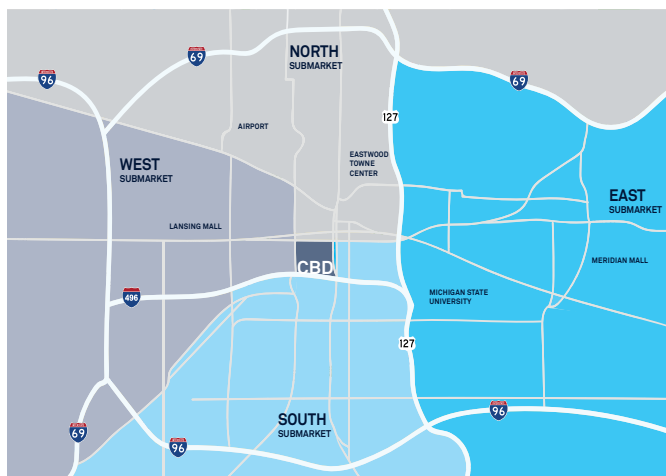 NORTH
SUBMARKET
69
96
69
127
AIRPORT
EASTWOOD
TOWNE
CENTER
WEST
SUBMARKET
EAST
SUBMARKET
LANSING MALL
MERIDIAN MALL
CBD
496
MICHIGAN STATE
UNIVERSITY
127
SOUTH
SUBMARKET
96
69
96